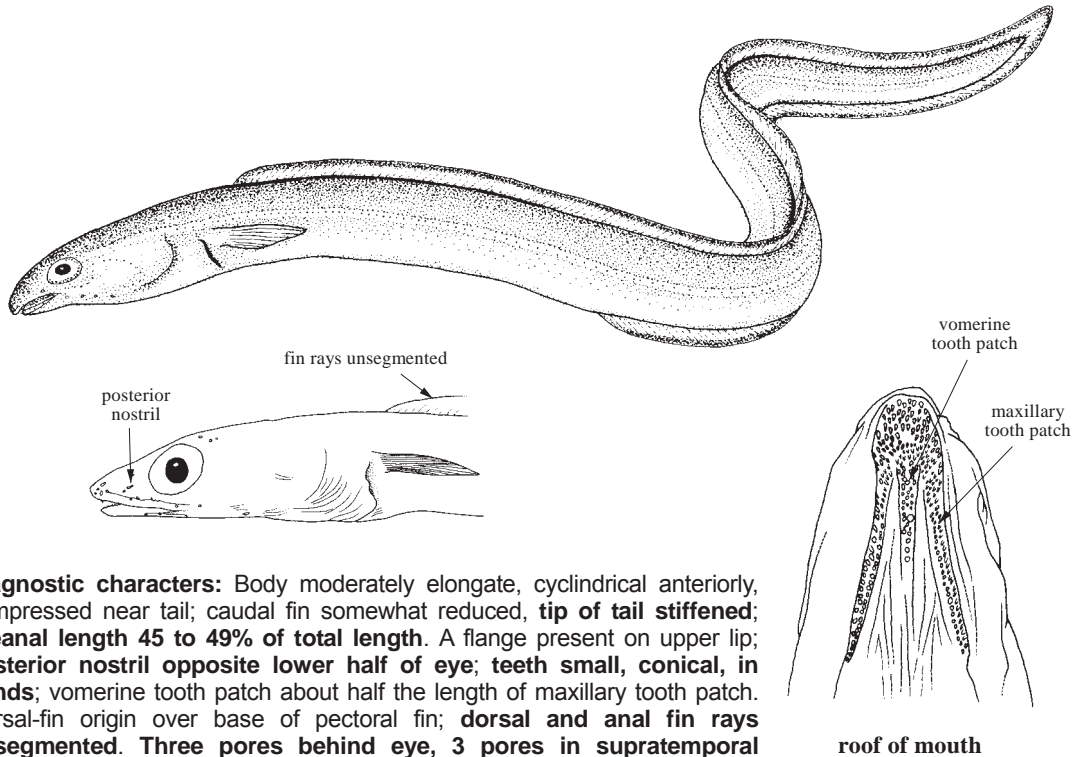 vomerine
tooth patch
fin rays unsegmented
posterior
nostril
maxillary
tooth patch
agnostic characters: Body moderately elongate, cylindrical anteriorly,
mpressed near tail; caudal fin somewhat reduced, tip of tail stiffened;
eanal length 45 to 49% of total length. A flange present on upper lip;
sterior nostril opposite lower half of eye; teeth small, conical, in
nds; vomerine tooth patch about half the length of maxillary tooth patch.
rsal-fin origin over base of pectoral fin; dorsal and anal fin rays
segmented. Three pores behind eye, 3 pores in supratemporal
roof of mouth